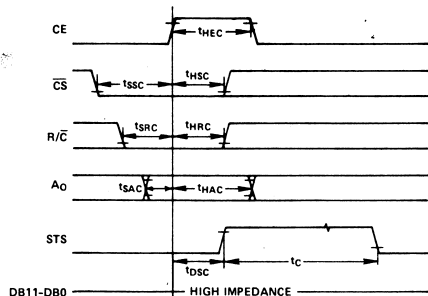 CE
tHEC
CS
tSSC
tHSC
R/C
tSRC
tHRC
A0
tSAC
tHAC
STS
tDSC
tC
DB11-DB0
HIGH IMPEDANCE